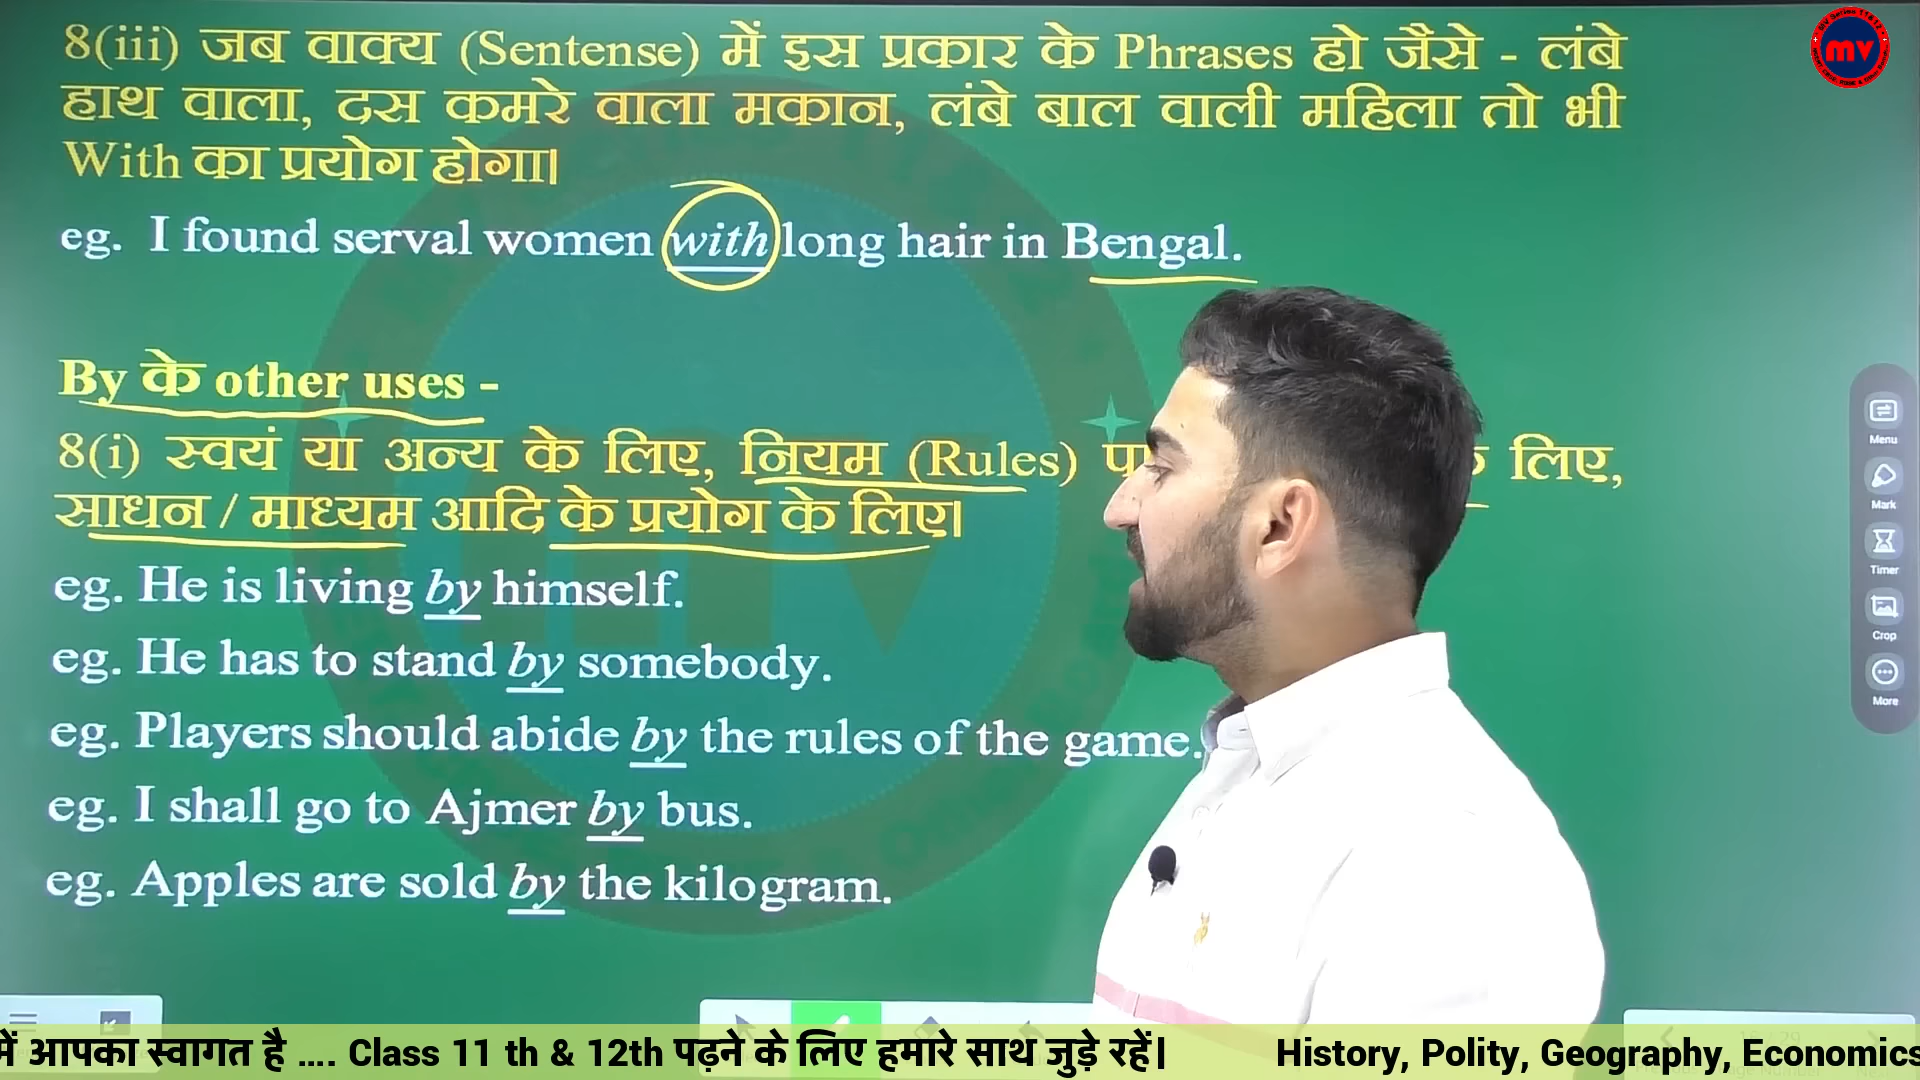 8(iii) जब वाक्य (Sentense) में इस प्रकार के Phrases हो जैसे - लंबे
हाथ वाला, दस कमरे वाला मकान, लंबे बाल वाली महिला तो भी
With का प्रयोग होगा।
eg. I found serval women with long hair in Bengal.
By के other uses -
8(i) स्वयं या अन्य के लिए, नियम (Rules) लिए,
साधन / माध्यम आदि के प्रयोग के लिए।
eg. He is living by himself.
eg. He has to stand by somebody.
eg. Players should abide by the rules of the game.
eg. I shall go to Ajmer by bus.
eg. Apples are sold by the kilogram.
mv
Menu
Mark
Timer
Crop
More
में आपका स्वागत है .... Class 11 th & 12th पढ़ने के लिए हमारे साथ जुड़े रहें। History, Polity, Geography, Economics